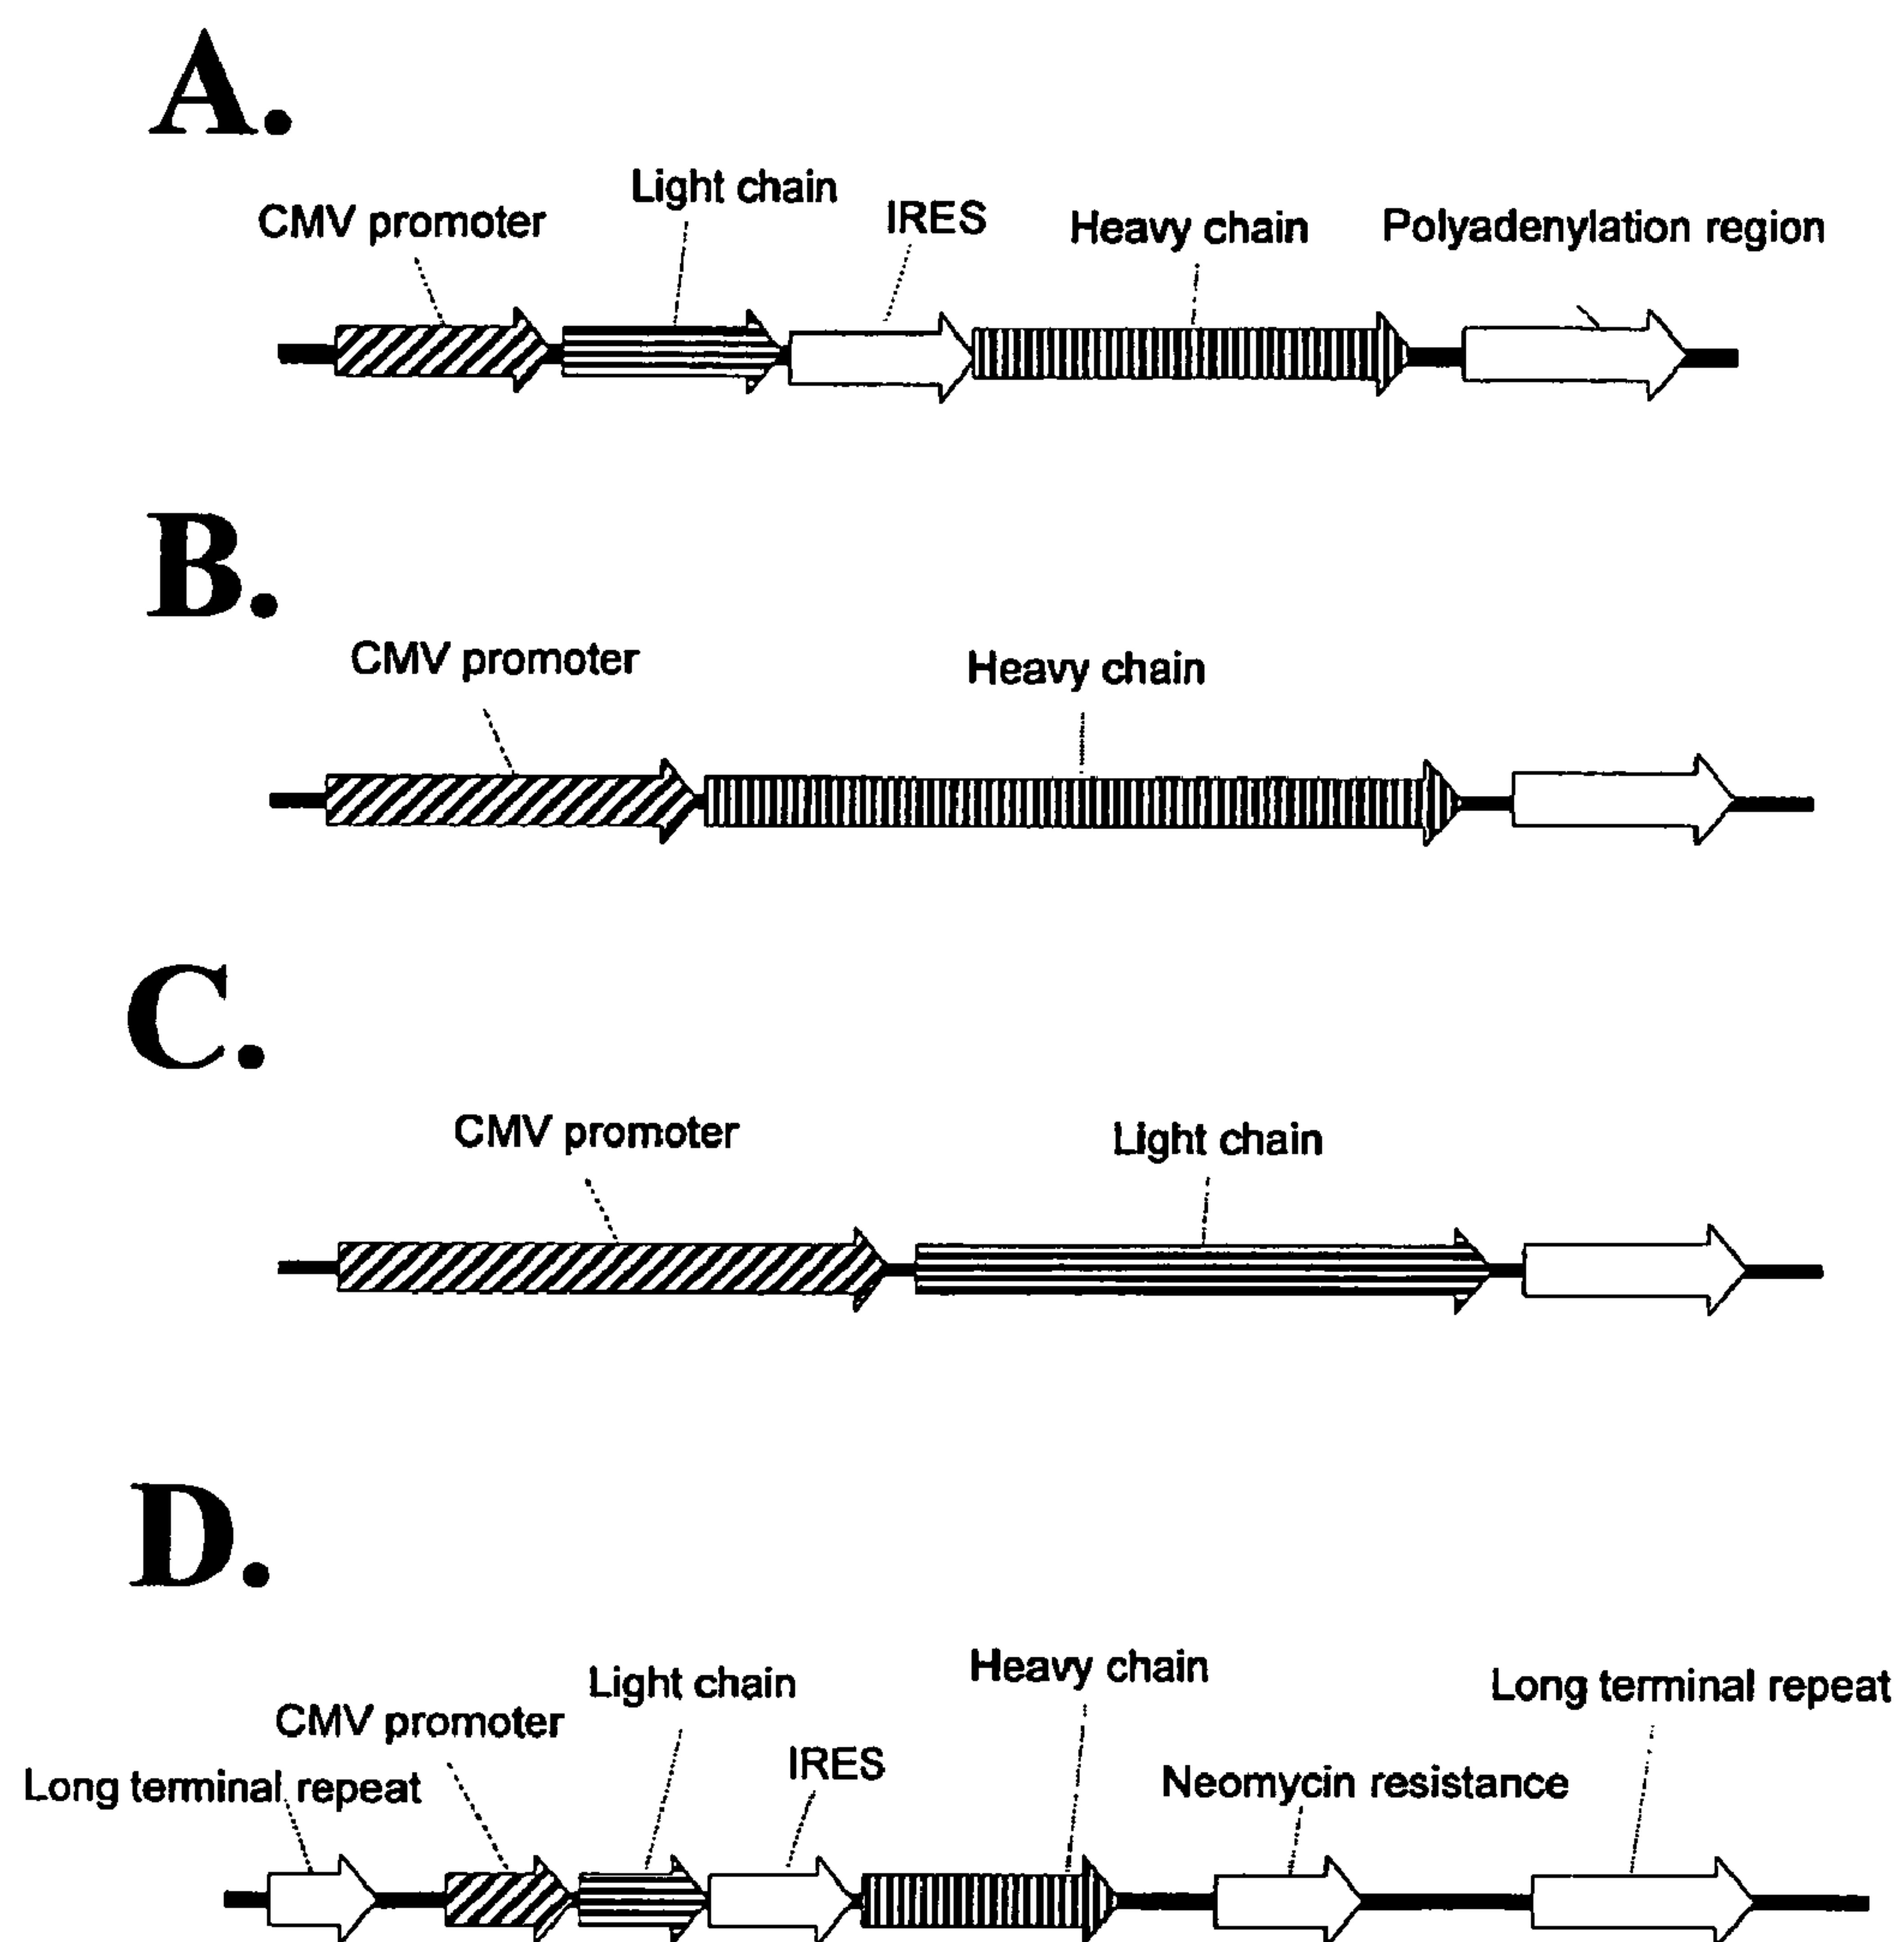 A.
CMV promoter
Light chain
IRES
Heavy chain
Polyadenylation region
B.
CMV promoter
Heavy chain
C.
CMV promoter
Light chain
D.
Long terminal repeat
CMV promoter
Light chain
IRES
Heavy chain
Neomycin resistance
Long terminal repeat